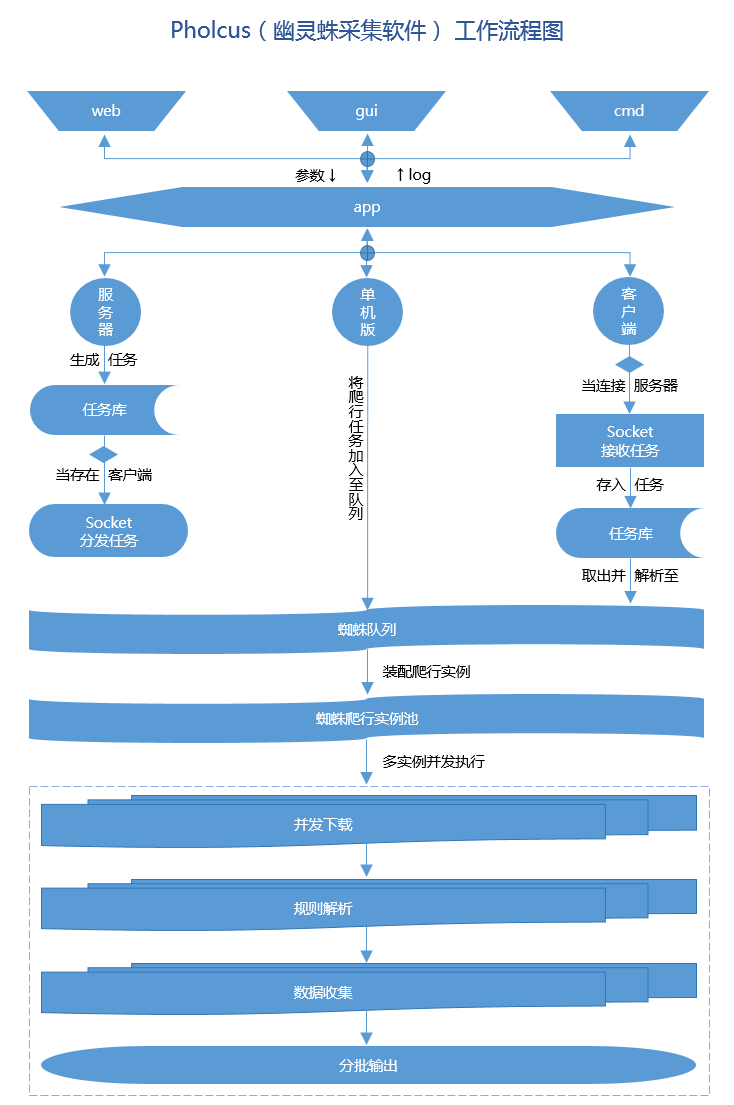 Pholcus（幽灵蛛采集软件） 工作流程图
web
gui
cmd
参数↓
↑log
app
服务器
单机版
客户端
生成 任务
将爬行任务加入至队列
当连接 服务器
任务库
Socket
接收任务
当存在 客户端
存入 任务
Socket
分发任务
任务库
取出并 解析至
蜘蛛队列
装配爬行实例
蜘蛛爬行实例池
多实例并发执行
并发下载
规则解析
数据收集
分批输出